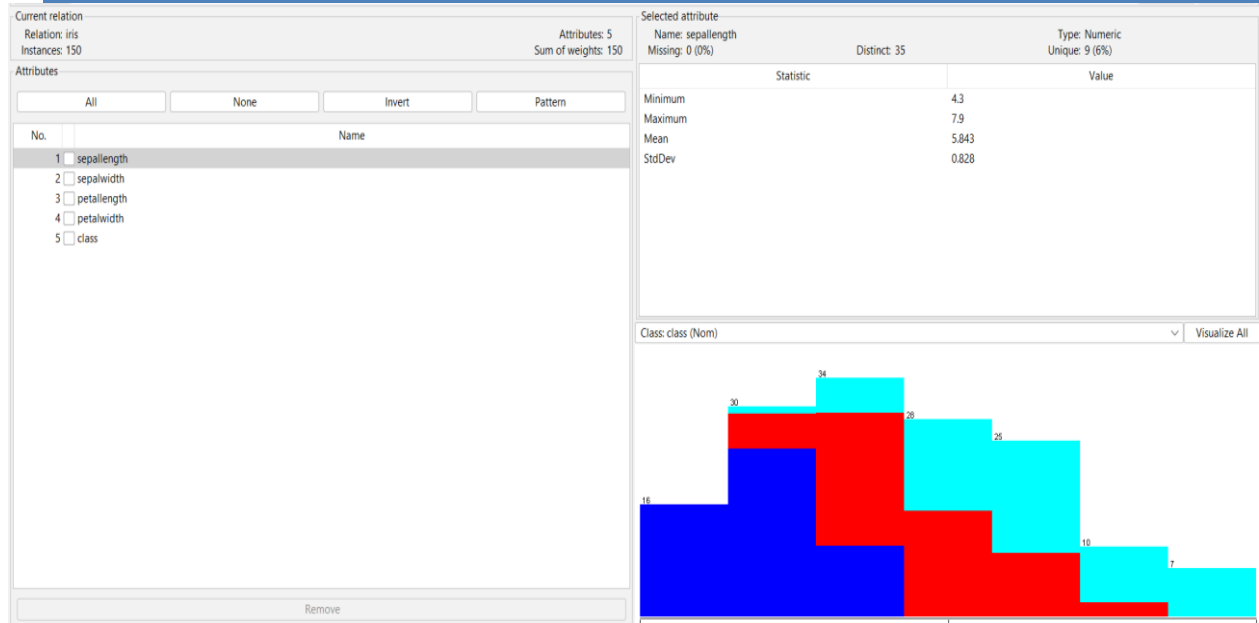 Current relation
Relation: iris
Attributes: 5
Instances: 150
Sum of weights: 150
Attributes
All
None
Invert
Pattern
No.
Name
1 sepallength
2 sepalwidth
3 petallength
4 petalwidth
5 class
Remove
Selected attribute
Name: sepallength
Type: Numeric
Missing: 0 (0%)
Distinct: 35
Unique: 9 (6%)
Statistic
Value
Minimum 4.3
Maximum 7.9
Mean 5.843
StdDev 0.828
Class: class (Nom)
Visualize All
16
30
34
28
25
10
7